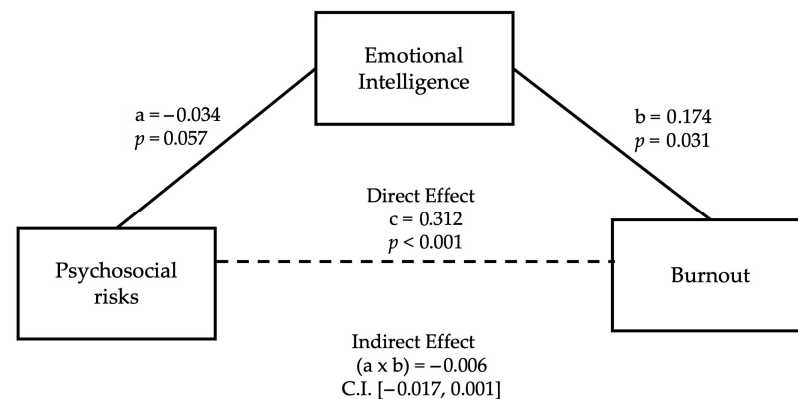 Emotional
Intelligence
a = −0.034
p = 0.057
b = 0.174
p = 0.031
Direct Effect
c = 0.312
p < 0.001
Psychosocial
risks
Burnout
Indirect Effect
(a x b) = −0.006
C.I. [−0.017, 0.001]